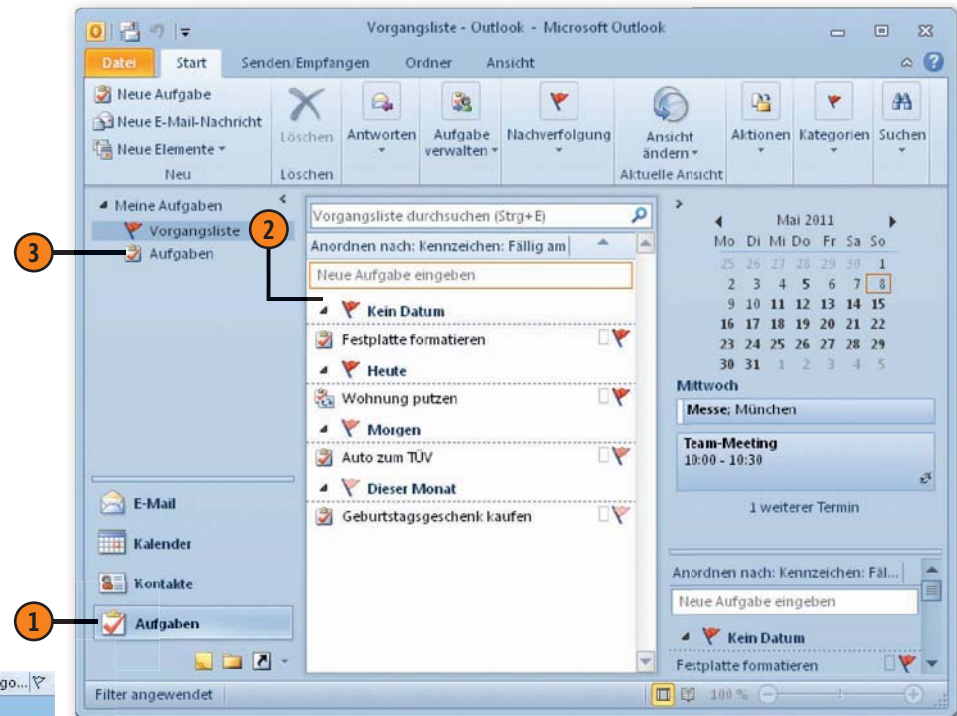 Vorgangsliste - Outlook - Microsoft Outlook
Datei Start Senden/Empfangen Ordner Ansicht
Neue Aufgabe
Neue E-Mail-Nachricht
Neue Elemente
Neu
Löschen
Löschen
Antworten
Aufgabe verwalten
Nachverfolgung
Ansicht ändern
Aktuelle Ansicht
Aktionen
Kategorien
Suchen
Meine Aufgaben
Vorgangsliste
Aufgaben
2
3
Vorgangsliste durchsuchen (Strg+E)
Anordnen nach: Kennzeichen: Fällig am
Neue Aufgabe eingeben
Kein Datum
Festplatte formatieren
Heute
Wohnung putzen
Morgen
Auto zum TÜV
Dieser Monat
Geburtstagsgeschenk kaufen
Mai 2011
Mo Di Mi Do Fr Sa So
25 26 27 28 29 30 1
2 3 4 5 6 7 8
9 10 11 12 13 14 15
16 17 18 19 20 21 22
23 24 25 26 27 28 29
30 31 1 2 3 4 5
Mittwoch
Messe; München
Team-Meeting
10:00 - 10:30
1 weiterer Termin
Anordnen nach: Kennzeichen: Fäl...
Neue Aufgabe eingeben
Kein Datum
Festplatte formatieren
E-Mail
Kalender
Kontakte
1
Aufgaben
go...
Filter angewendet
100 %